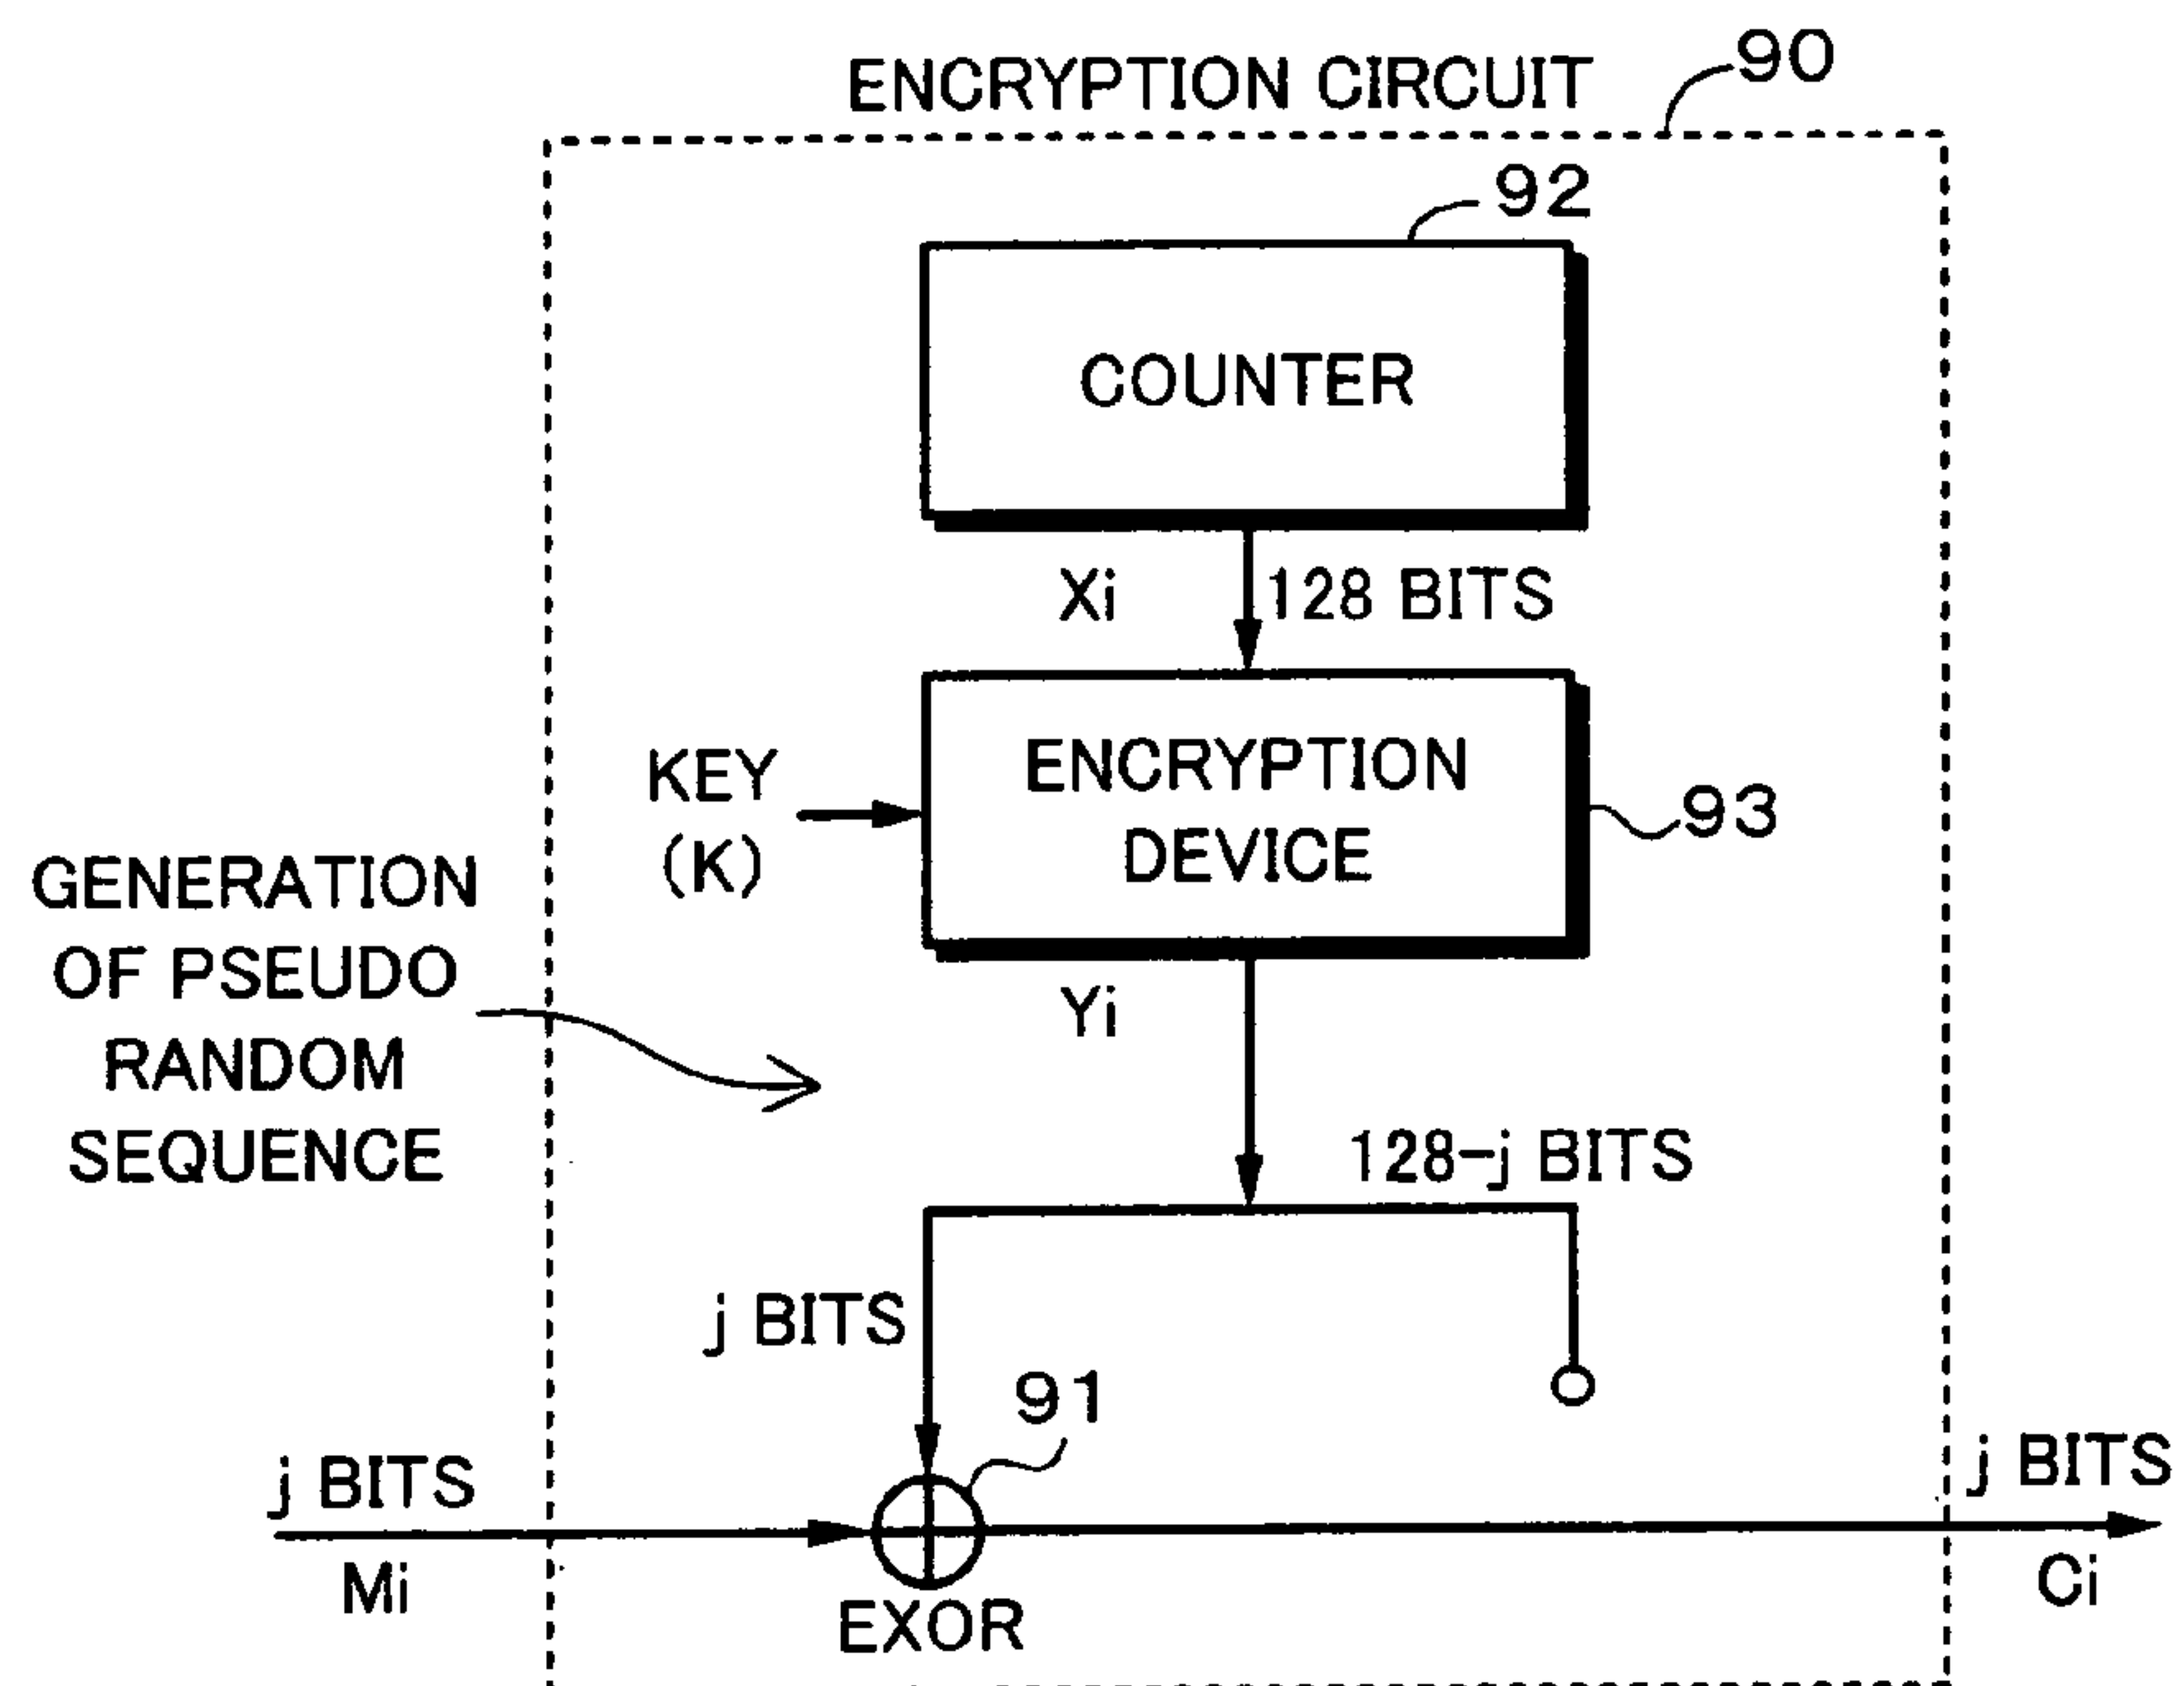 90
ENCRYPTION CIRCUIT
92
COUNTER
Xi
128 BITS
KEY
(K)
ENCRYPTION
DEVICE
93
GENERATION
OF PSEUDO
RANDOM
SEQUENCE
Yi
128-j BITS
j BITS
91
j BITS
Mi
EXOR
j BITS
Ci